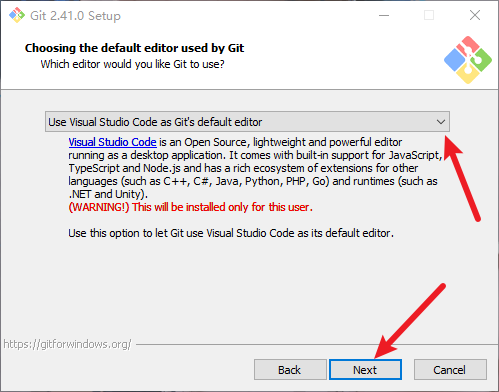 Git 2.41.0 Setup
Choosing the default editor used by Git
Which editor would you like Git to use?
Use Visual Studio Code as Git's default editor
Visual Studio Code is an Open Source, lightweight and powerful editor
running as a desktop application. It comes with built-in support for JavaScript,
TypeScript and Node.js and has a rich ecosystem of extensions for other
languages (such as C++, C#, Java, Python, PHP, Go) and runtimes (such as
.NET and Unity).
(WARNING!) This will be installed only for this user.
Use this option to let Git use Visual Studio Code as its default editor.
https://gitforwindows.org/
Back
Next
Cancel